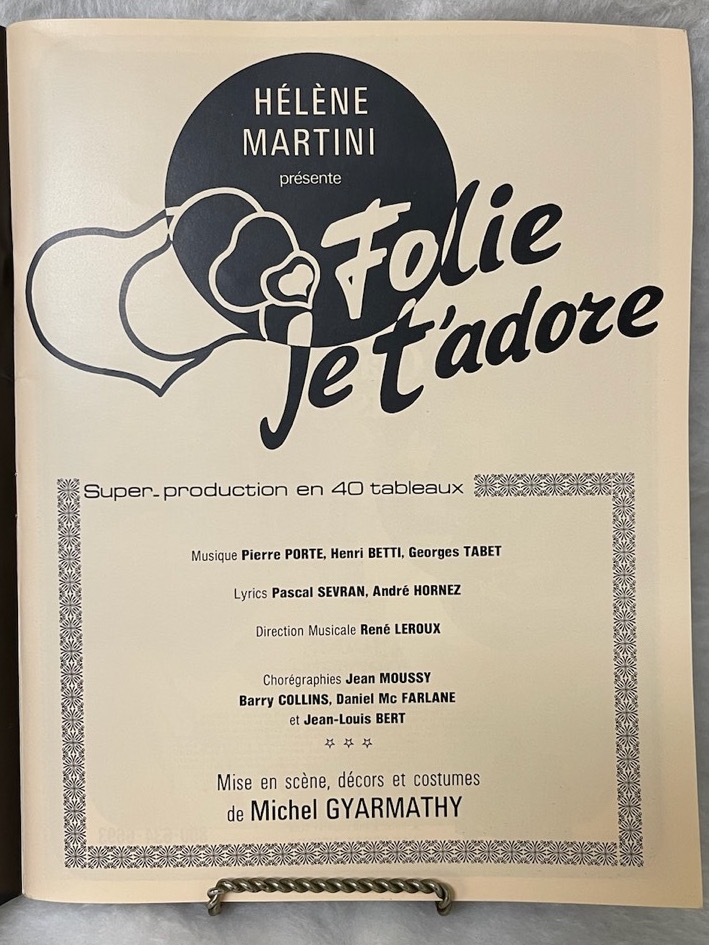 HÉLÈNE
MARTINI
présente
Folie
je t'adore
Super-production en 40 tableaux
Musique Pierre PORTE, Henri BETTI, Georges TABET
Lyrics Pascal SEVRAN, André HORNEZ
Direction Musicale René LEROUX
Chorégraphies Jean MOUSSY
Barry COLLINS, Daniel Mc FARLANE
et Jean-Louis BERT
Mise en scène, décors et costumes
de Michel GYARMATHY